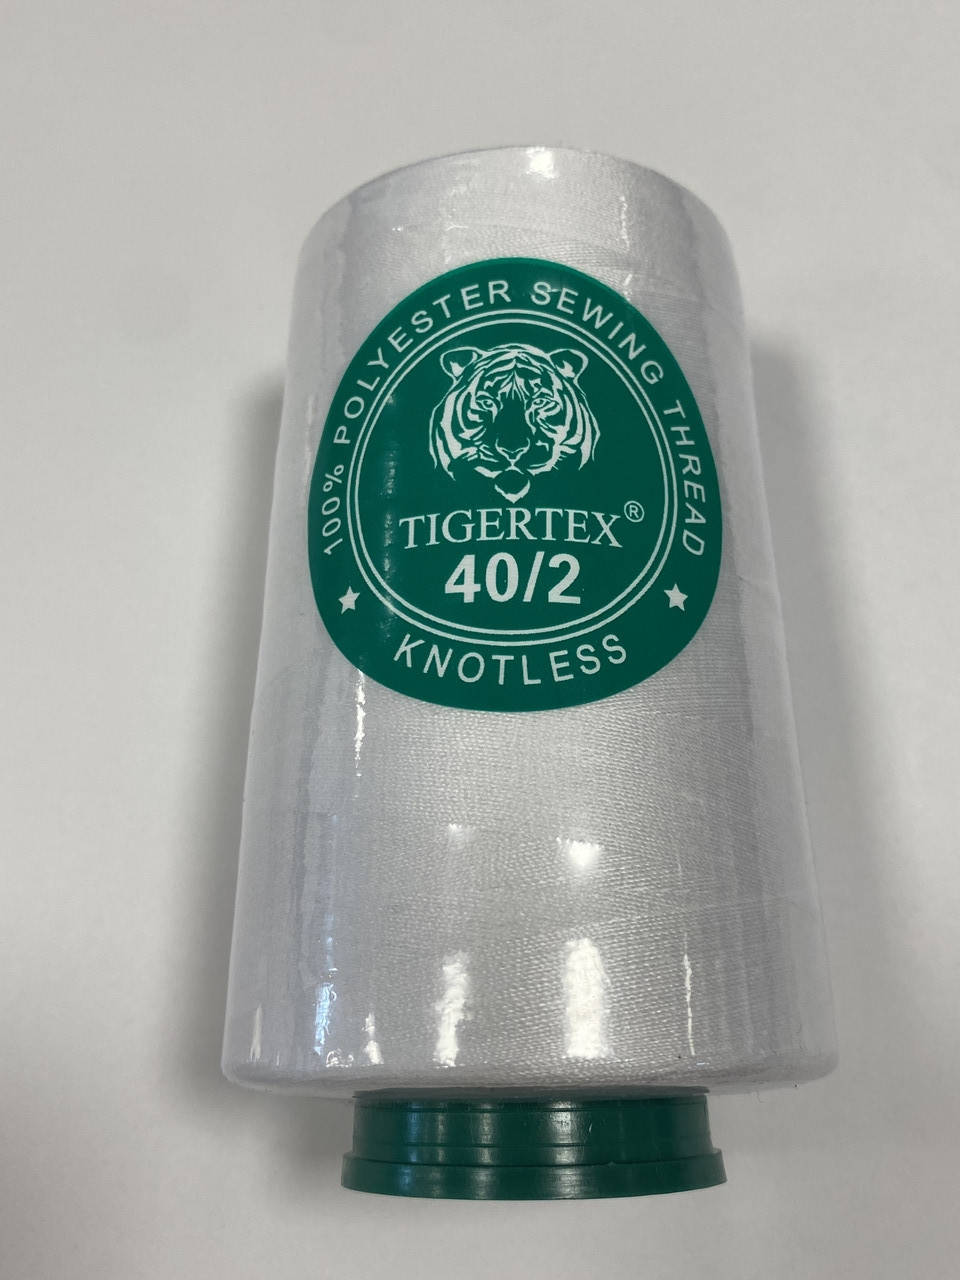 100% POLYESTER SEWING THREAD
TIGERTEX®
40/2
KNOTLESS